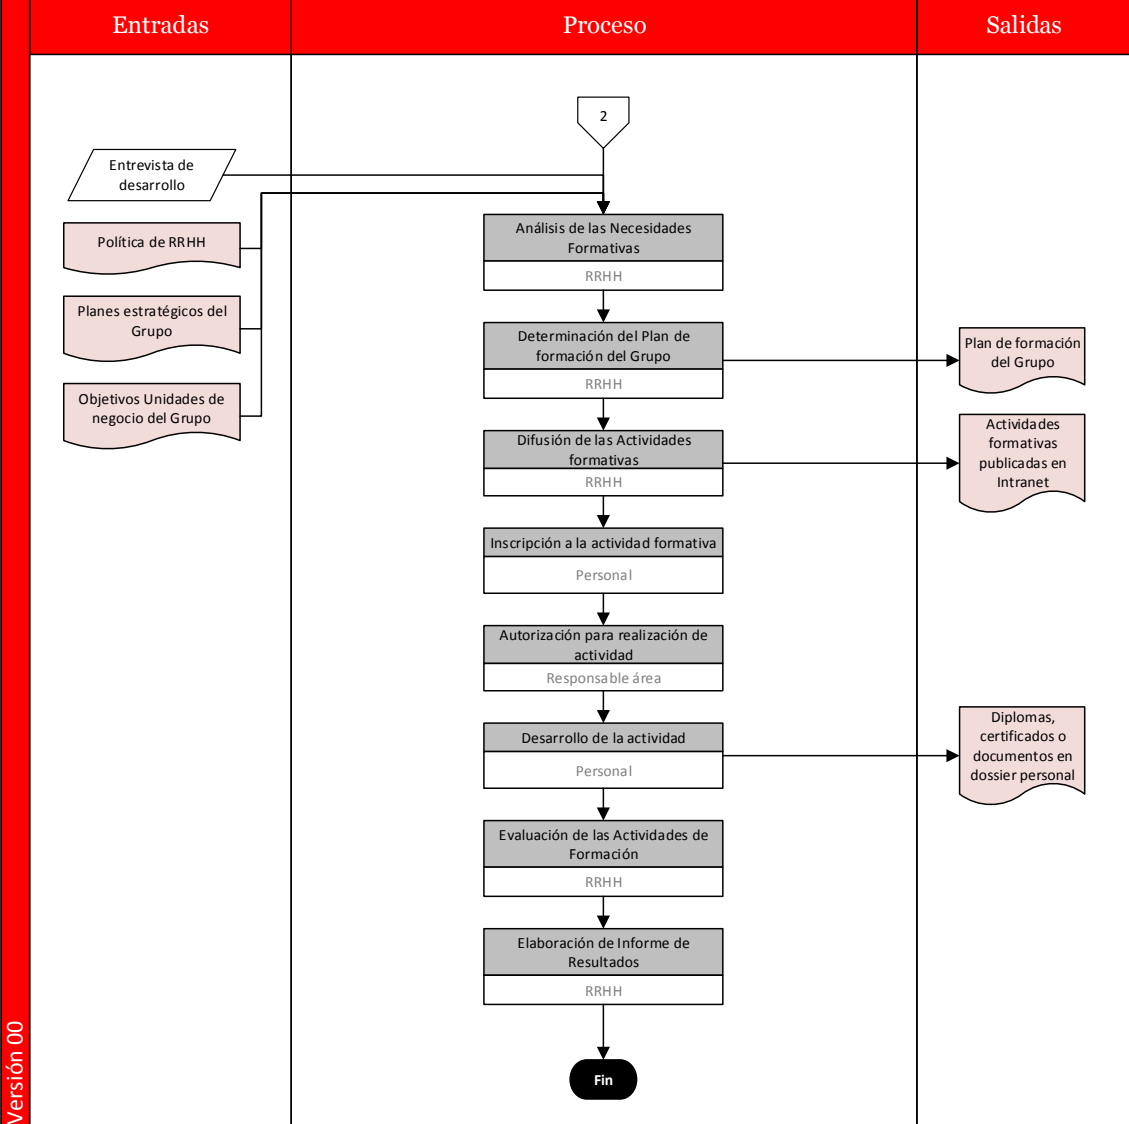 Entradas
Proceso
Salidas
2
Entrevista de
desarrollo
Política de RRHH
Planes estratégicos del
Grupo
Objetivos Unidades de
negocio del Grupo
Análisis de las Necesidades
Formativas
RRHH
Determinación del Plan de
formación del Grupo
RRHH
Plan de formación
del Grupo
Difusión de las Actividades
formativas
RRHH
Actividades
formativas
publicadas en
Intranet
Inscripción a la actividad formativa
Personal
Autorización para realización de
actividad
Responsable área
Desarrollo de la actividad
Personal
Diplomas,
certificados o
documentos en
dossier personal
Evaluación de las Actividades de
Formación
RRHH
Elaboración de Informe de
Resultados
RRHH
Fin
Versión 00